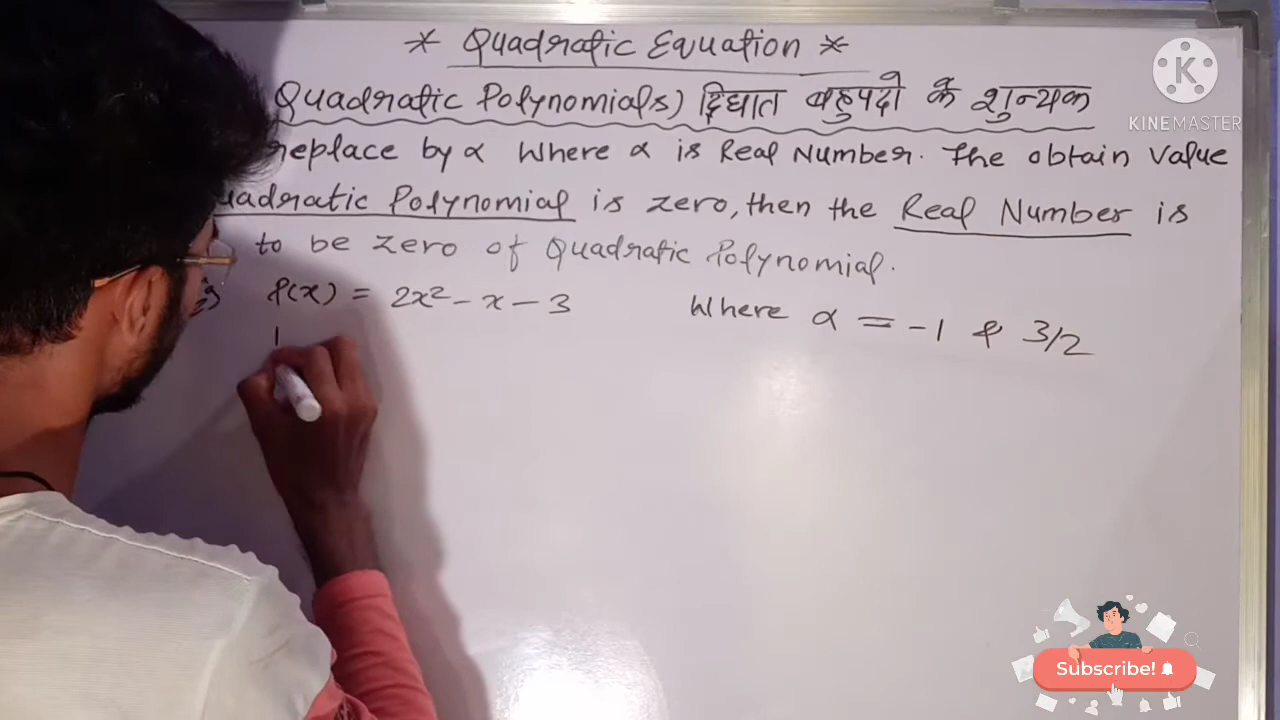 * Quadratic Equation *
Quadratic Polynomials) द्विघात बहुपदो के शुन्यक
replace by α Where α is Real Number. The obtain Value
uadratic Polynomial is zero, then the Real Number is
to be zero of Quadratic Polynomial.
f(x) = 2x² - x - 3 Where α = -1 & 3/2
KINEMASTER
Subscribe!